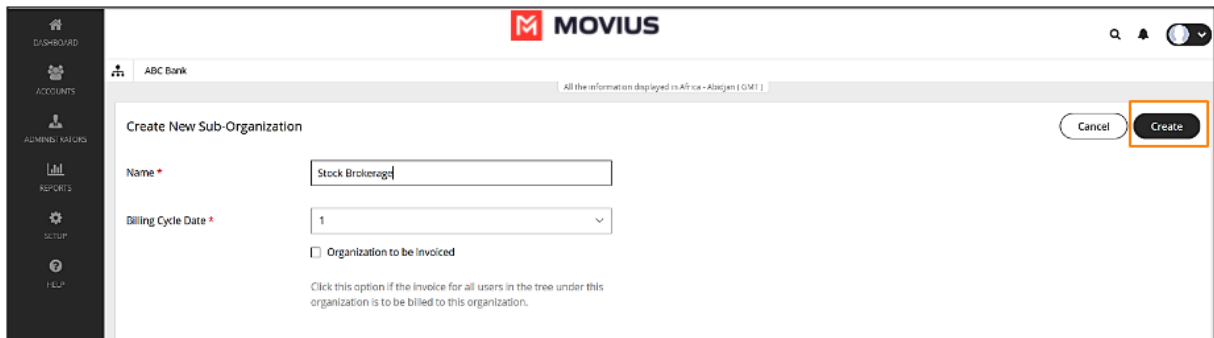 MOVIUS
DASHBOARD
ABC Bank
ACCOUNTS
All the information displayed in Africa - Abidjan ( GMT )
Create New Sub-Organization
Cancel
Create
ADMINISTRATORS
Name *
Stock Brokerage
REPORTS
Billing Cycle Date *
1
SETUP
Organization to be invoiced
HELP
Click this option if the invoice for all users in the tree under this
organization is to be billed to this organization.